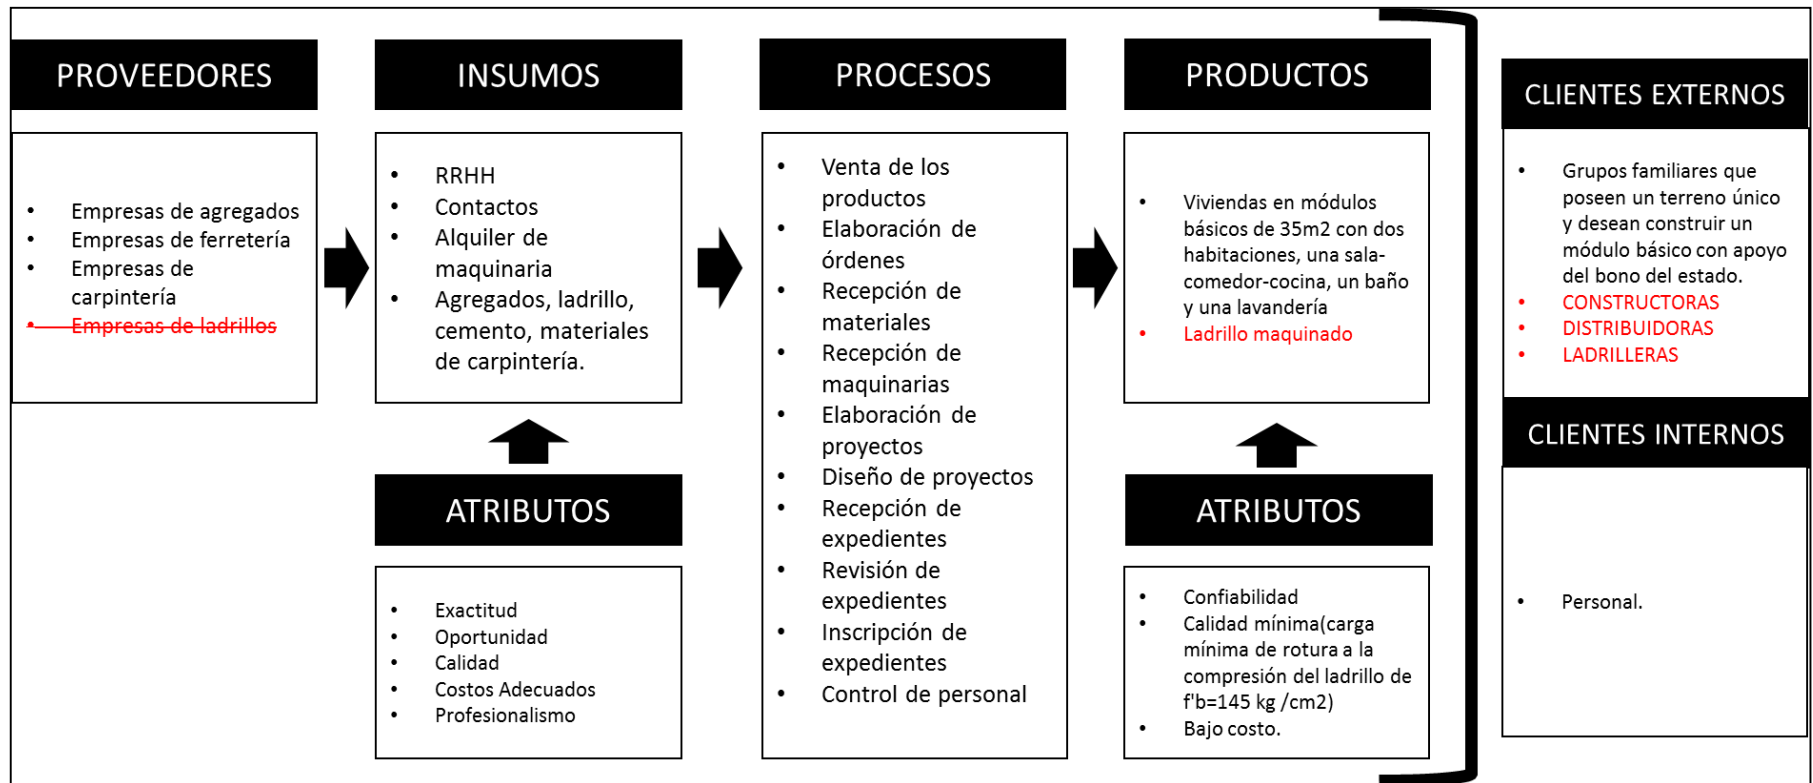 PROVEEDORES
• Empresas de agregados
• Empresas de ferretería
• Empresas de
carpintería
• Empresas de ladrillos
INSUMOS
• RRHH
• Contactos
• Alquiler de
maquinaria
• Agregados, ladrillo,
cemento, materiales
de carpintería.
ATRIBUTOS
• Exactitud
• Oportunidad
• Calidad
• Costos Adecuados
• Profesionalismo
PROCESOS
• Venta de los
productos
• Elaboración de
órdenes
• Recepción de
materiales
• Recepción de
maquinarias
• Elaboración de
proyectos
• Diseño de proyectos
• Recepción de
expedientes
• Revisión de
expedientes
• Inscripción de
expedientes
• Control de personal
PRODUCTOS
• Viviendas en módulos
básicos de 35m2 con dos
habitaciones, una sala-
comedor-cocina, un baño
y una lavandería
• Ladrillo maquinado
ATRIBUTOS
• Confiabilidad
• Calidad mínima(carga
mínima de rotura a la
compresión del ladrillo de
f'b=145 kg /cm2)
• Bajo costo.
CLIENTES EXTERNOS
• Grupos familiares que
poseen un terreno único
y desean construir un
módulo básico con apoyo
del bono del estado.
• CONSTRUCTORAS
• DISTRIBUIDORAS
• LADRILLERAS
CLIENTES INTERNOS
• Personal.